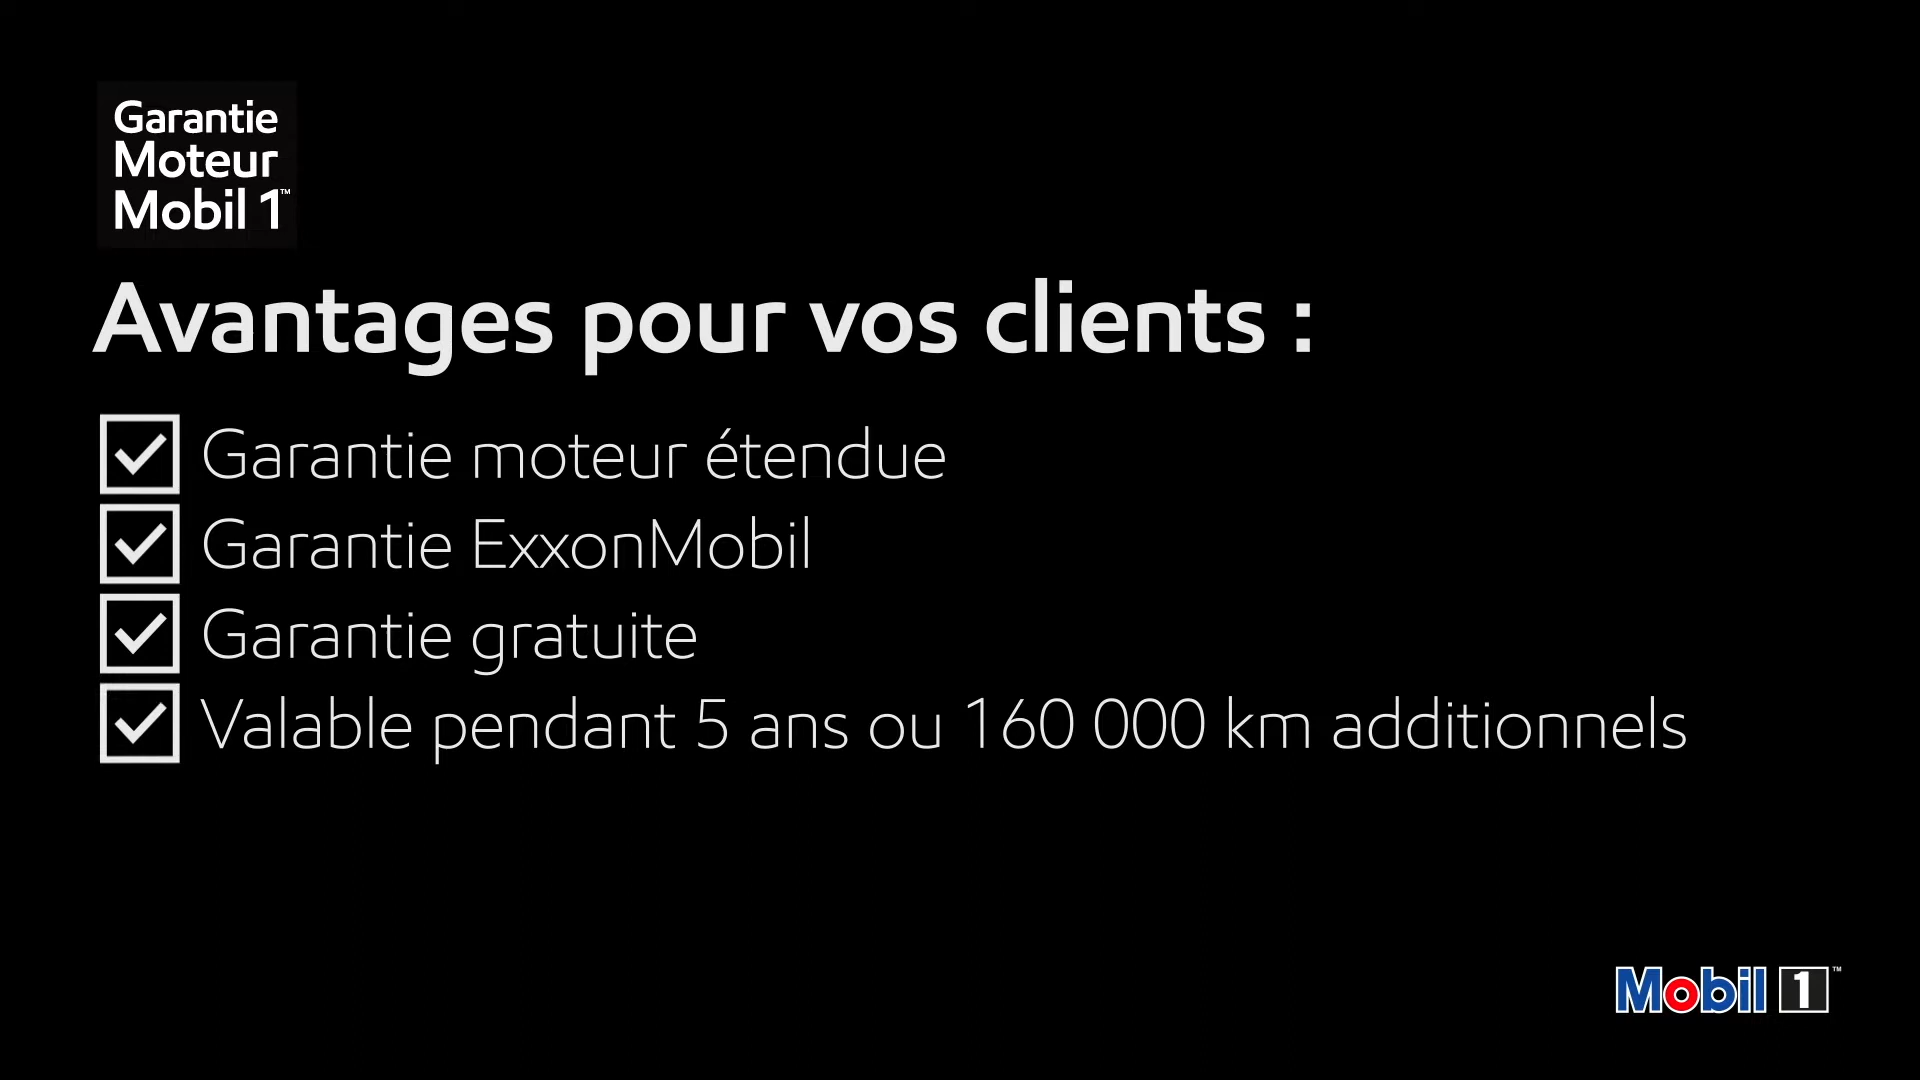 Garantie
Moteur
Mobil 1™
Avantages pour vos clients :
Garantie moteur étendue
Garantie ExxonMobil
Garantie gratuite
Valable pendant 5 ans ou 160 000 km additionnels
Mobil 1™